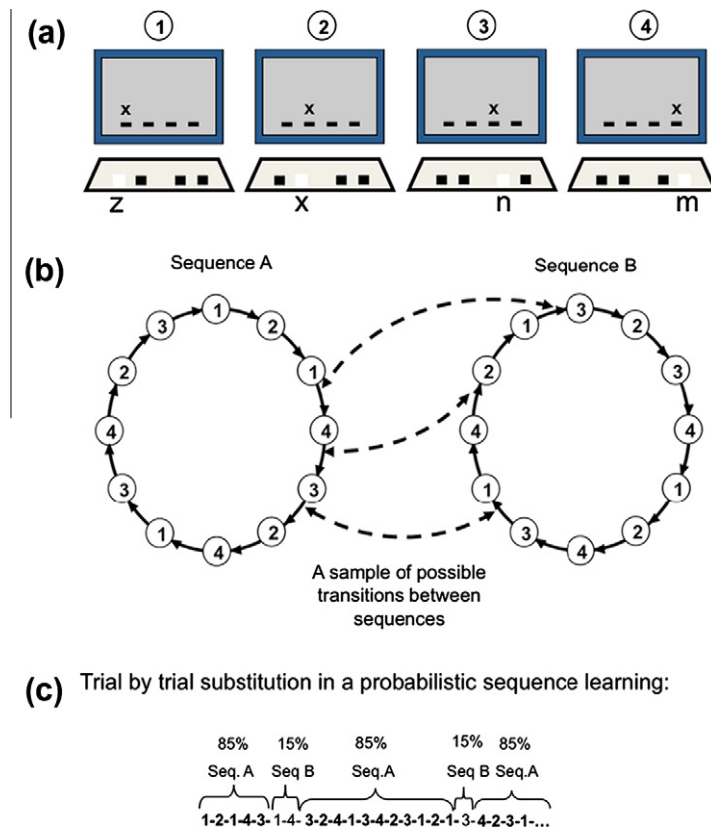 (a)
1 2 3 4
x x x x
z x n m
(b)
Sequence A Sequence B
1 3
3 2 1 2
2 1 2 3
4 4 4 4
3 3 1 1
1 2 3 2
4 4
A sample of possible
transitions between
sequences
(c) Trial by trial substitution in a probabilistic sequence learning:
85% 15% 85% 15% 85%
Seq. A Seq B Seq.A Seq B Seq.A
1-2-1-4-3- 1-4- 3-2-4-1-3-4-2-3-1-2-1- 3- 4-2-3-1-...